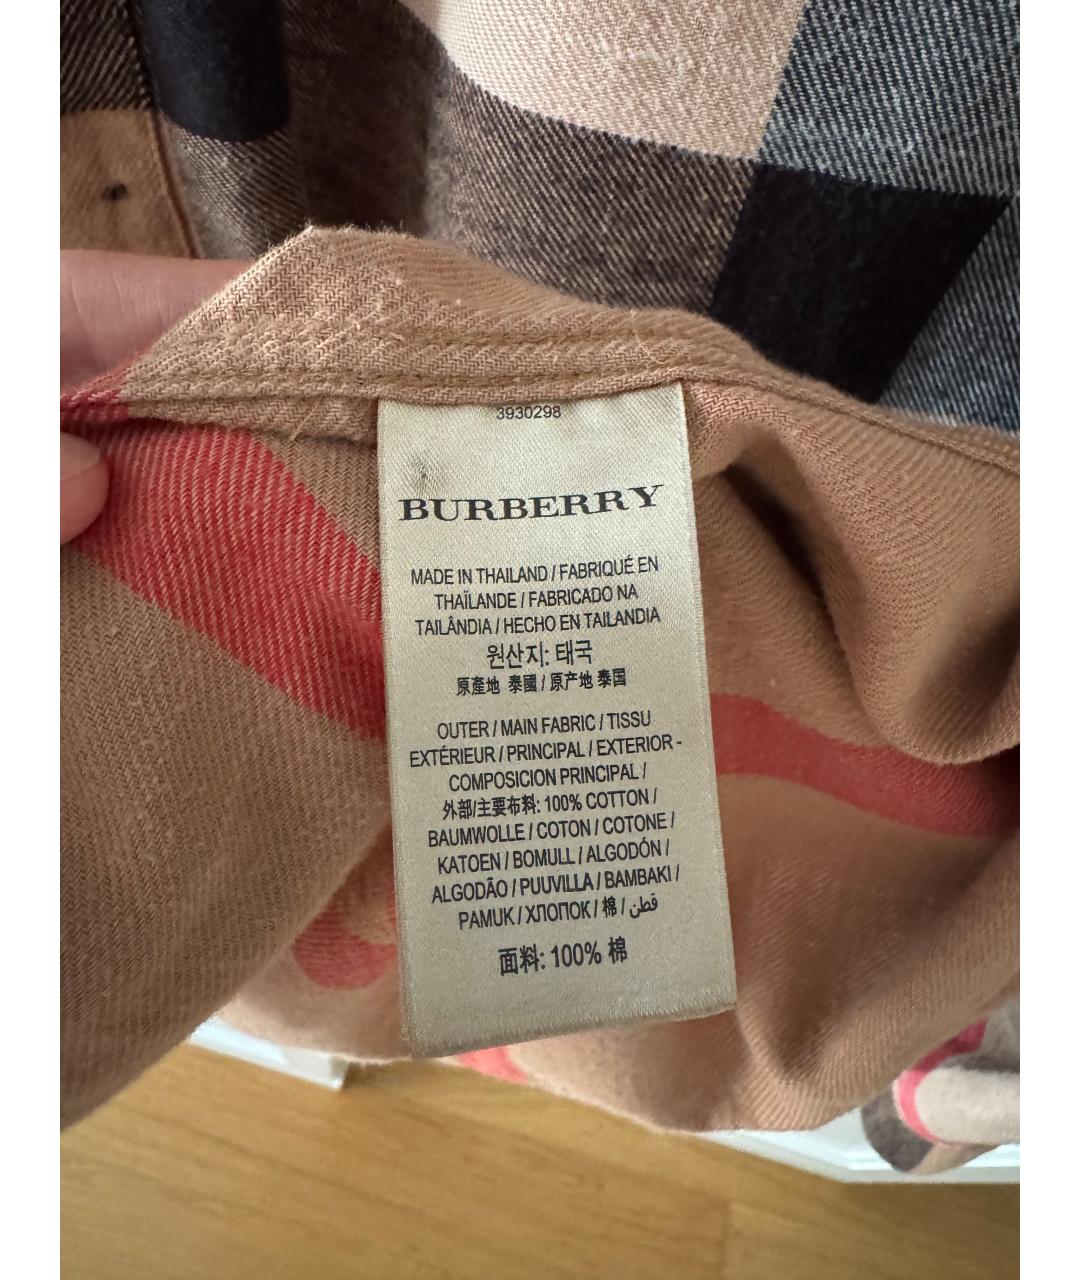 3930298
BURBERRY
MADE IN THAILAND / FABRIQUÉ EN
THAÏLANDE / FABRICADO NA
TAILÂNDIA / HECHO EN TAILANDIA
원산지: 태국
原產地 泰國 / 原产地 泰国
OUTER / MAIN FABRIC / TISSU
EXTÉRIEUR / PRINCIPAL / EXTERIOR -
COMPOSICION PRINCIPAL /
外部/主要布料: 100% COTTON /
BAUMWOLLE / COTON / COTONE /
KATOEN / BOMULL / ALGODÓN /
ALGODÃO / PUUVILLA / BAMBAKI /
PAMUK / ХЛОПОК / 棉 / قطن
面料: 100% 棉